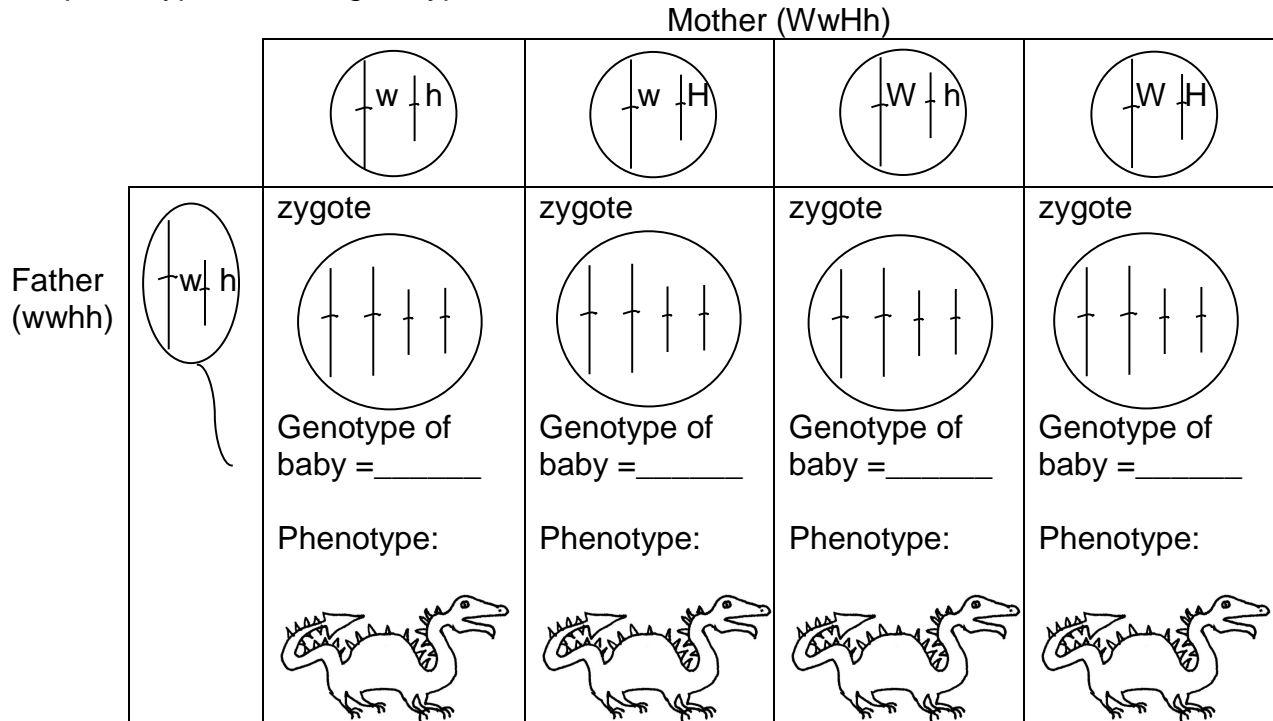 Mother (WwHh)
w h
w H
W h
W H
Father
(wwhh)
w h
zygote
zygote
zygote
zygote
Genotype of
baby =______
Genotype of
baby =______
Genotype of
baby =______
Genotype of
baby =______
Phenotype:
Phenotype:
Phenotype:
Phenotype: